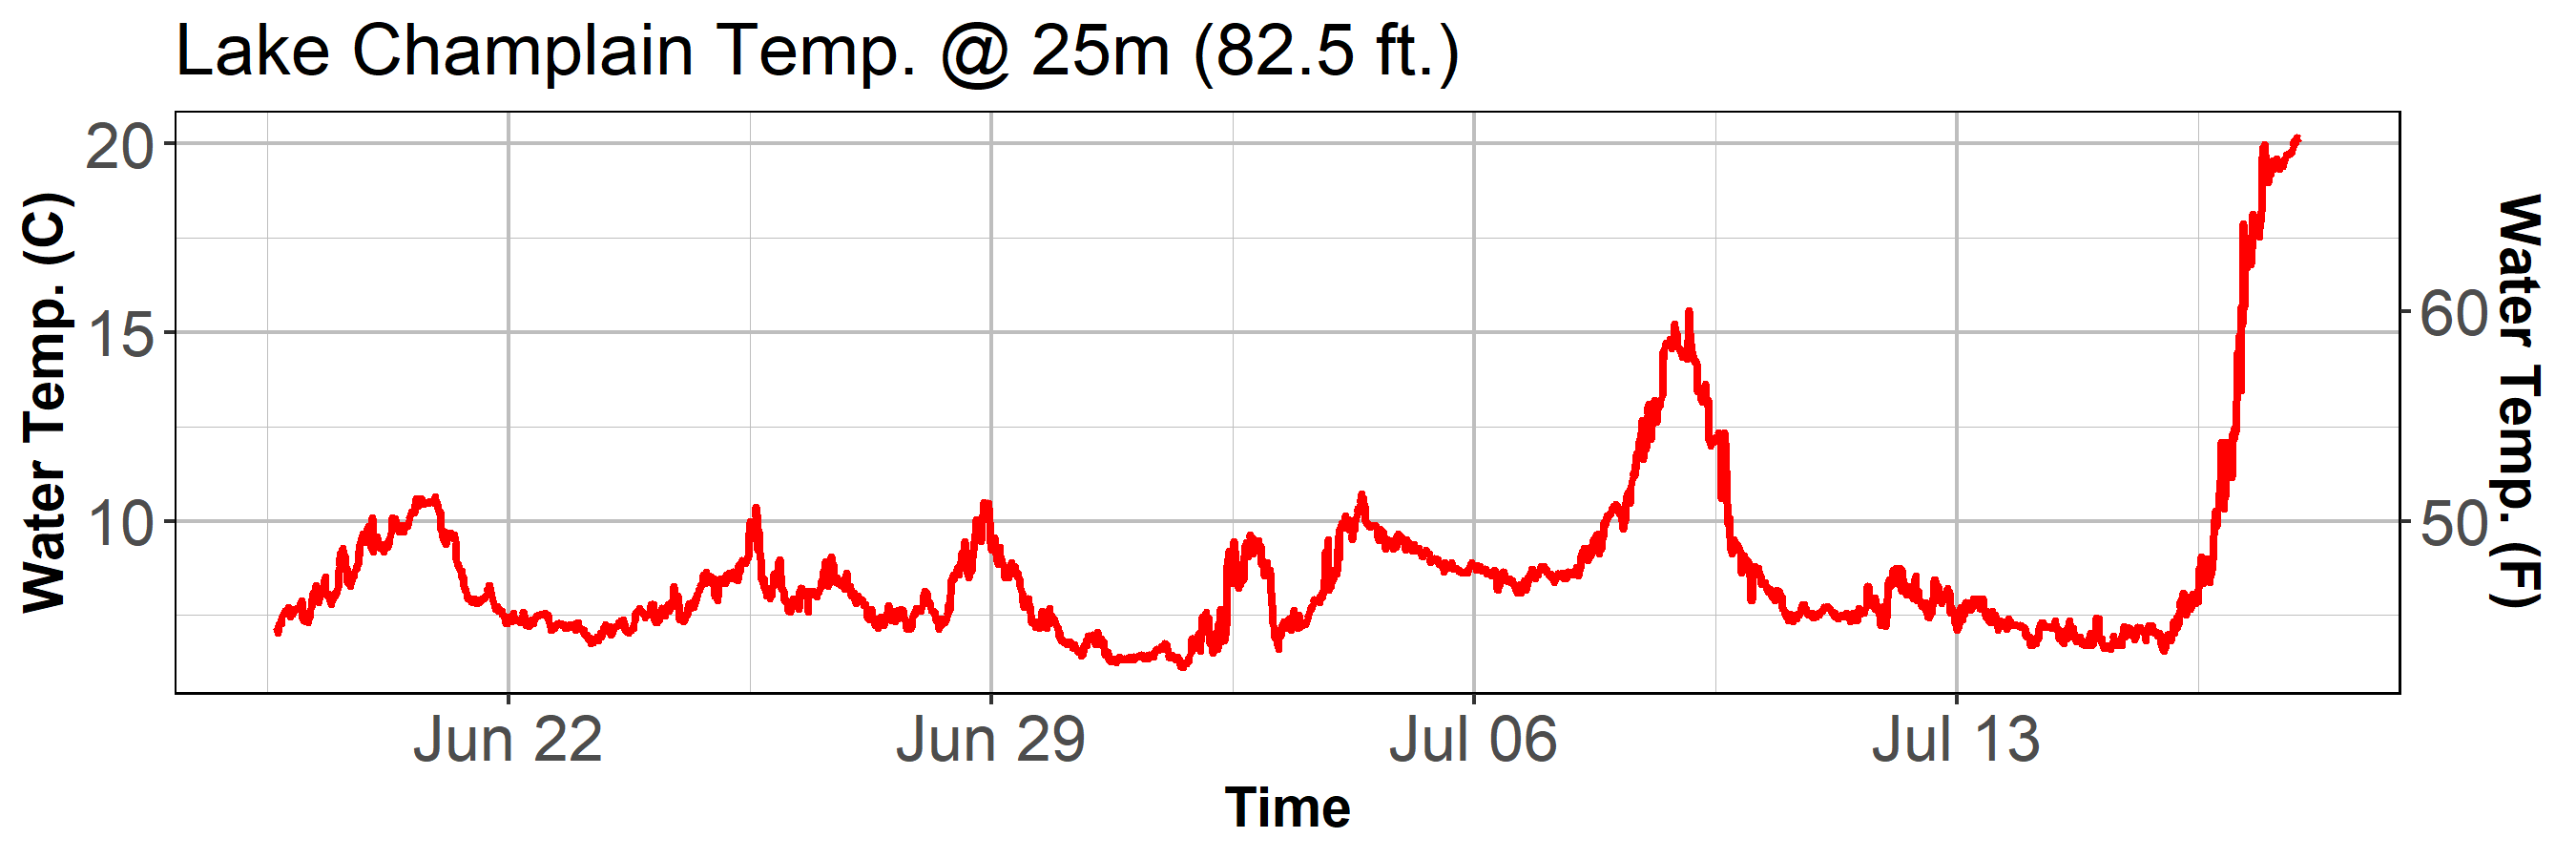 Lake Champlain Temp. @ 25m (82.5 ft.)
Water Temp. (C)
20
15
10
60
50
Water Temp. (F)
Jun 22
Jun 29
Jul 06
Jul 13
Time